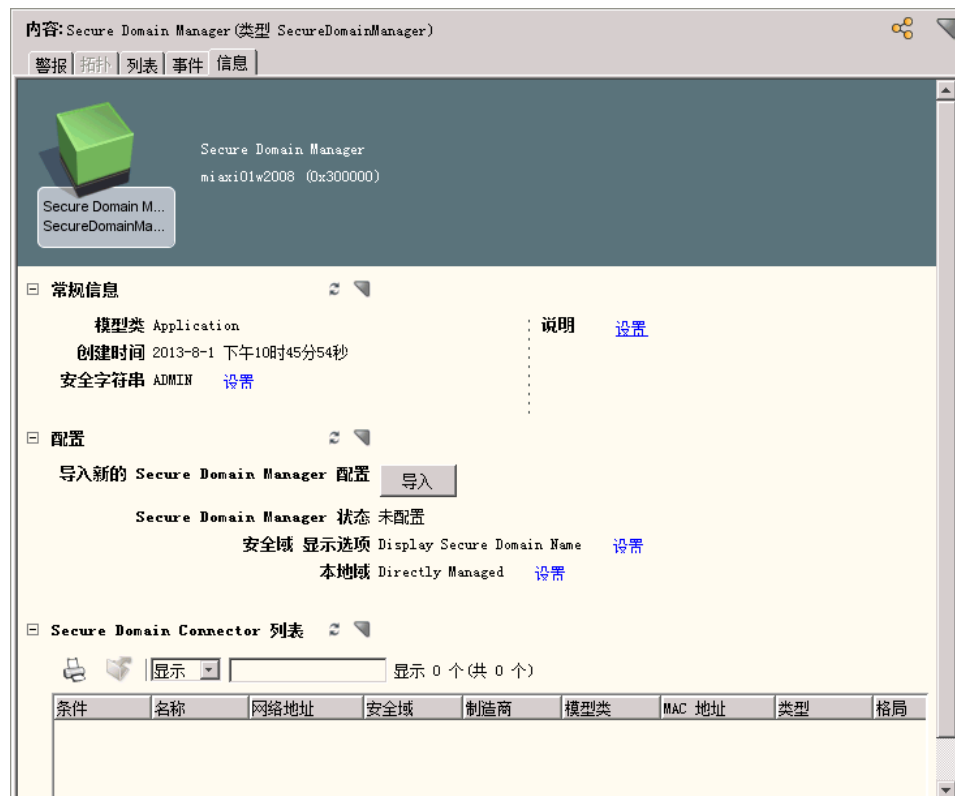 内容: Secure Domain Manager(类型 SecureDomainManager)
警报 拓扑 列表 事件 信息
Secure Domain Manager
miaxi01w2008 (0x300000)
Secure Domain M...
SecureDomainMa...
常规信息
模型类 Application
说明 设置
创建时间 2013-8-1 下午10时45分54秒
安全字符串 ADMIN 设置
配置
导入新的 Secure Domain Manager 配置 导入
Secure Domain Manager 状态 未配置
安全域 显示选项 Display Secure Domain Name 设置
本地域 Directly Managed 设置
Secure Domain Connector 列表
显示 显示 0 个(共 0 个)
条件 名称 网络地址 安全域 制造商 模型类 MAC 地址 类型 格局